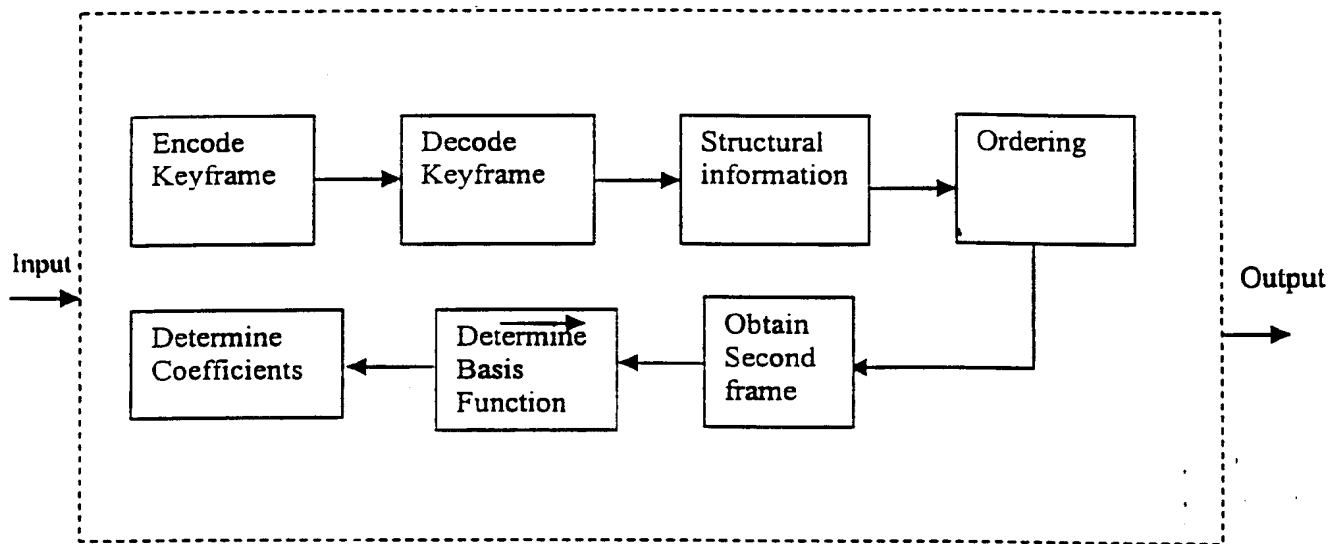 Encode
Keyframe
Decode
Keyframe
Structural
information
Ordering
Input
Output
Determine
Coefficients
Determine
Basis
Function
Obtain
Second
frame